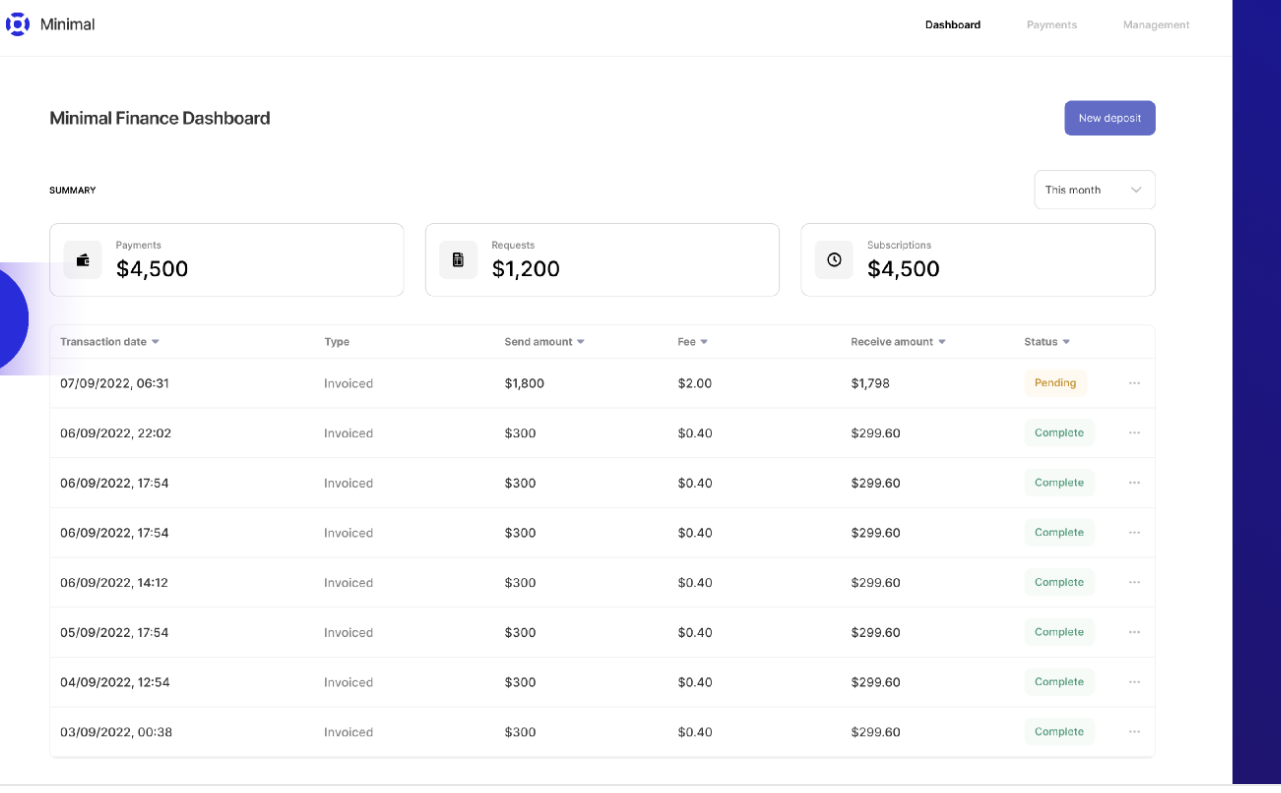 Minimal Dashboard Payments Management
Minimal Finance Dashboard New deposit
SUMMARY This month
Payments Requests Subscriptions
$4,500 $1,200 $4,500
Transaction date Type Send amount Fee Receive amount Status
07/09/2022, 06:31 Invoiced $1,800 $2.00 $1,798 Pending ...
06/09/2022, 22:02 Invoiced $300 $0.40 $299.60 Complete ...
06/09/2022, 17:54 Invoiced $300 $0.40 $299.60 Complete ...
06/09/2022, 17:54 Invoiced $300 $0.40 $299.60 Complete ...
06/09/2022, 14:12 Invoiced $300 $0.40 $299.60 Complete ...
05/09/2022, 17:54 Invoiced $300 $0.40 $299.60 Complete ...
04/09/2022, 12:54 Invoiced $300 $0.40 $299.60 Complete ...
03/09/2022, 00:38 Invoiced $300 $0.40 $299.60 Complete ...